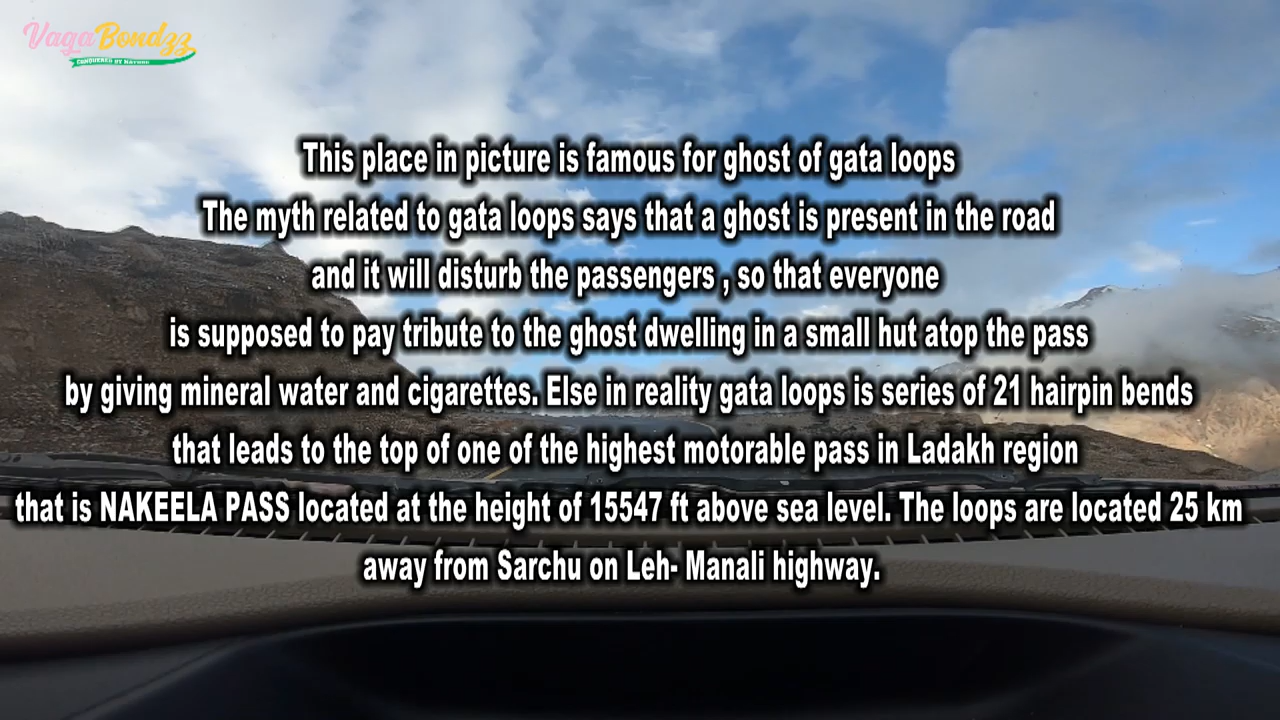 VagaBondzz
CONQUERED BY NATURE
This place in picture is famous for ghost of gata loops
The myth related to gata loops says that a ghost is present in the road
and it will disturb the passengers , so that everyone
is supposed to pay tribute to the ghost dwelling in a small hut atop the pass
by giving mineral water and cigarettes. Else in reality gata loops is series of 21 hairpin bends
that leads to the top of one of the highest motorable pass in Ladakh region
that is NAKEELA PASS located at the height of 15547 ft above sea level. The loops are located 25 km
away from Sarchu on Leh- Manali highway.